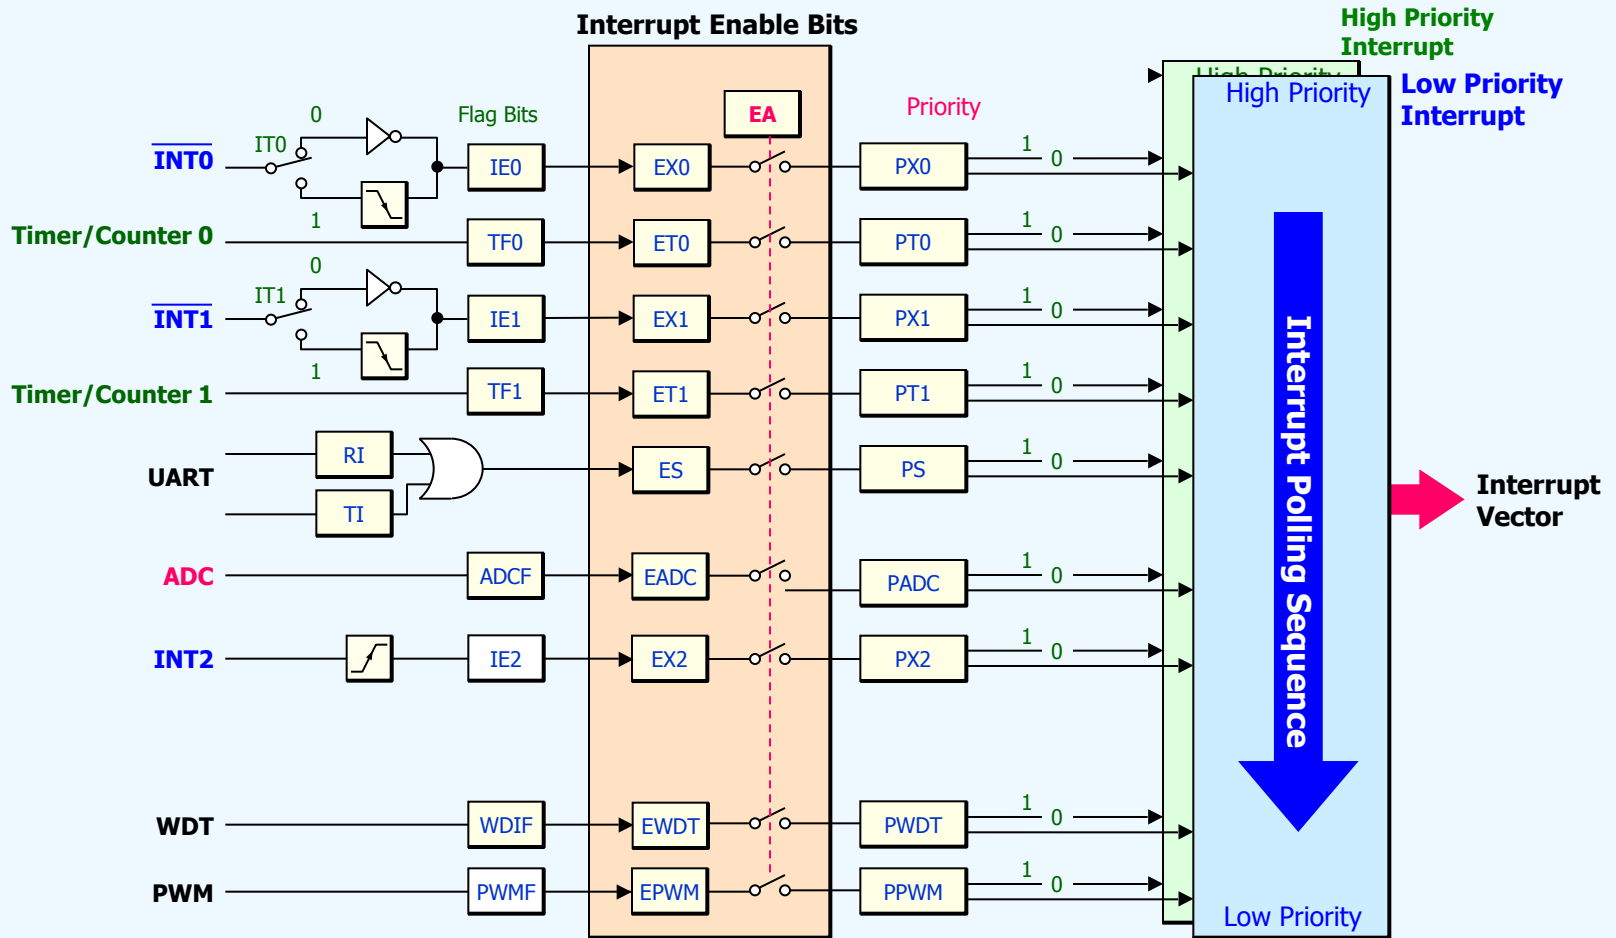 Interrupt Enable Bits
High Priority
Interrupt
High Priority
High Priority
Low Priority
Interrupt
Flag Bits
EA
Priority
INT0
IT0
0
1
IE0
EX0
PX0
1
0
Timer/Counter 0
TF0
ET0
PT0
1
0
INT1
IT1
0
1
IE1
EX1
PX1
1
0
Timer/Counter 1
TF1
ET1
PT1
1
0
UART
RI
TI
ES
PS
1
0
ADC
ADCF
EADC
PADC
1
0
INT2
IE2
EX2
PX2
1
0
WDT
WDIF
EWDT
PWDT
1
0
PWM
PWMF
EPWM
PPWM
1
0
Interrupt Polling Sequence
Low Priority
Interrupt
Vector